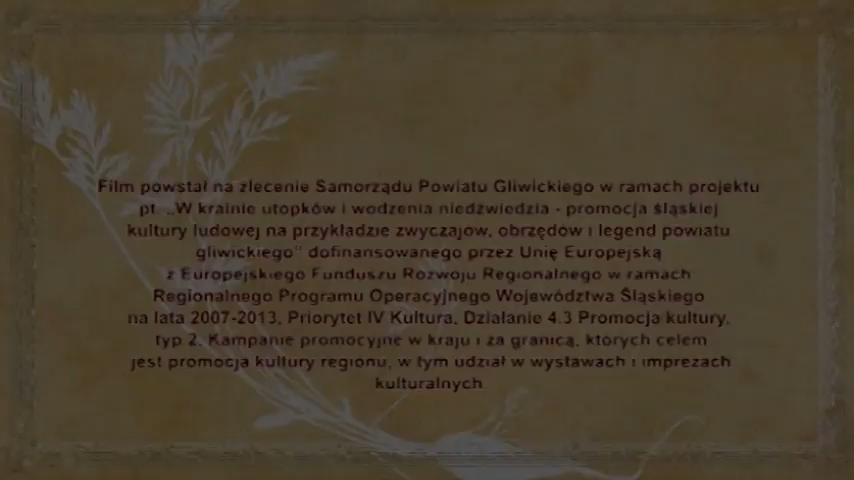 Film powstał na zlecenie Samorządu Powiatu Gliwickiego w ramach projektu
pt. „W krainie utopków i wodzenia niedźwiedzia - promocja śląskiej
kultury ludowej na przykładzie zwyczajów, obrzędów i legend powiatu
gliwickiego” dofinansowanego przez Unię Europejską
z Europejskiego Funduszu Rozwoju Regionalnego w ramach
Regionalnego Programu Operacyjnego Województwa Śląskiego
na lata 2007-2013, Priorytet IV Kultura, Działanie 4.3 Promocja kultury,
typ 2. Kampanie promocyjne w kraju i za granicą, których celem
jest promocja kultury regionu, w tym udział w wystawach i imprezach
kulturalnych